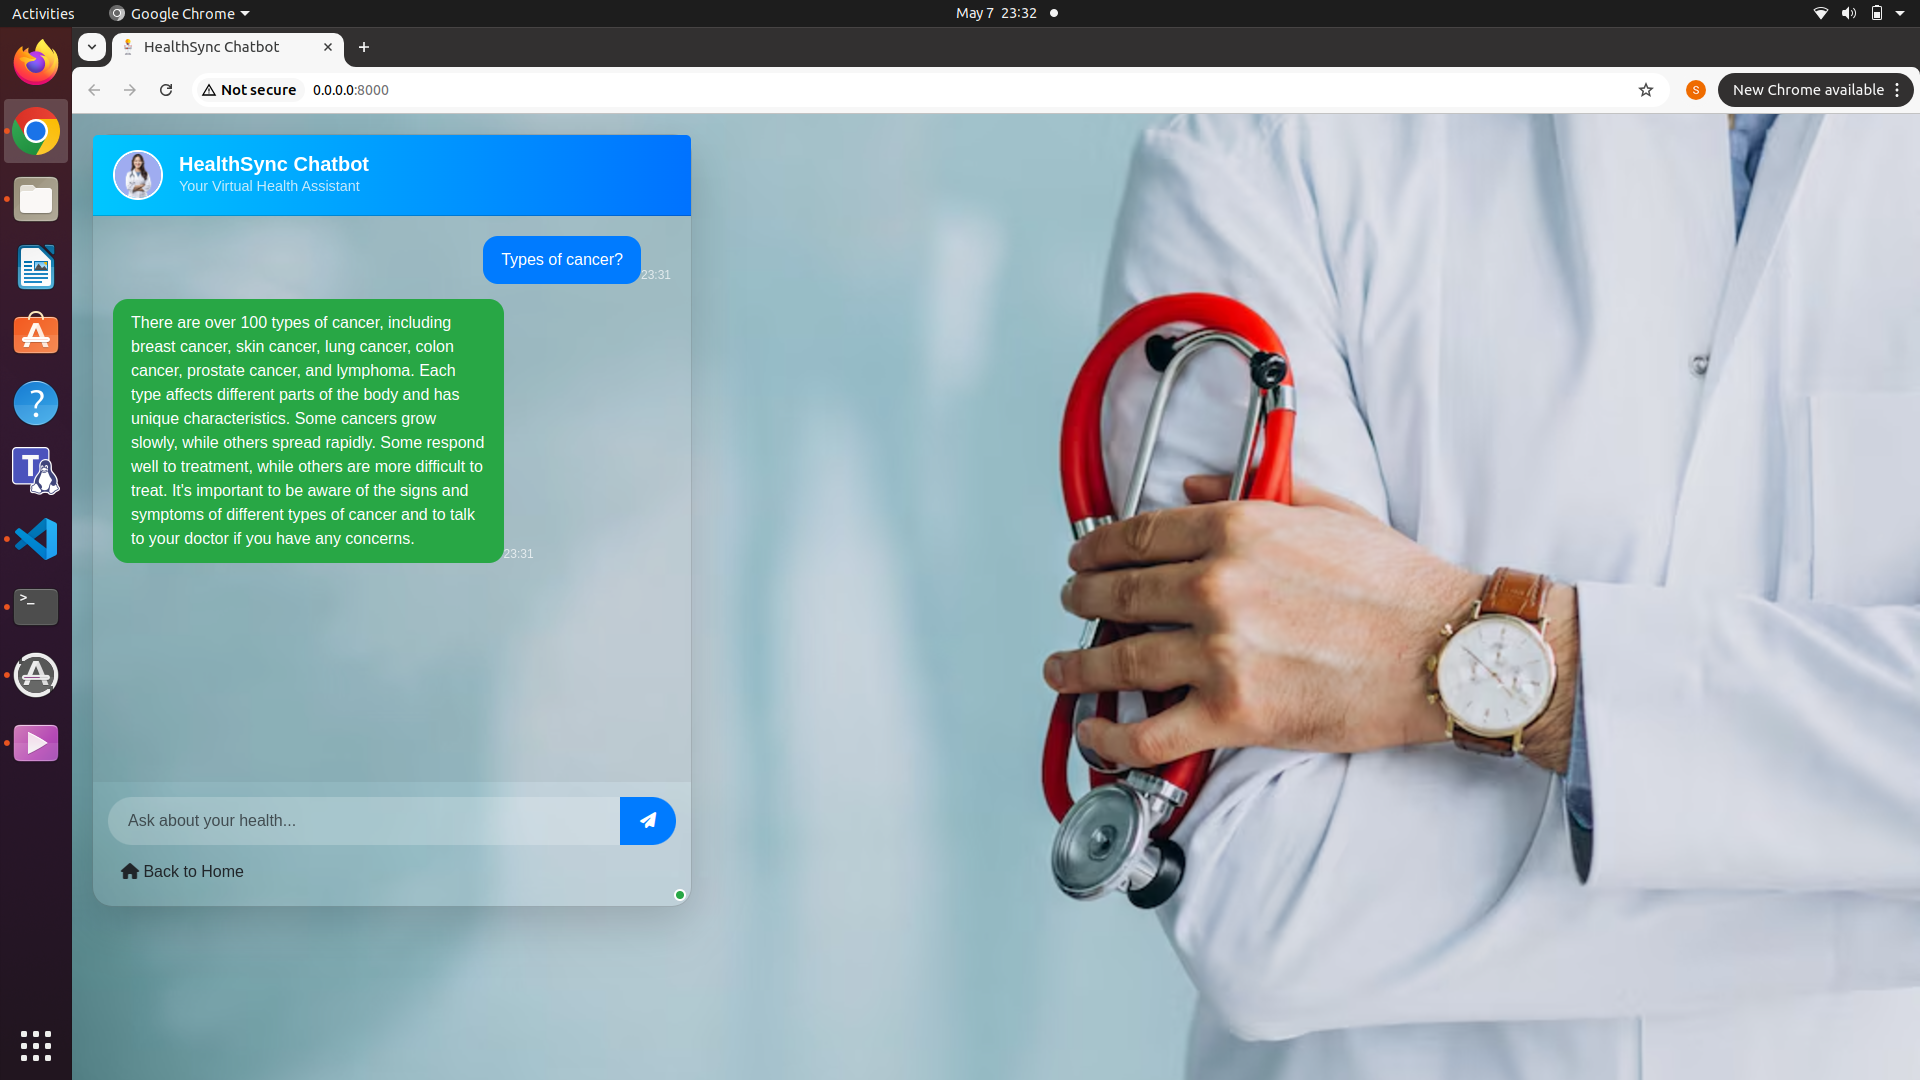 Activities
Google Chrome
May 7 23:32
HealthSync Chatbot
Not secure
0.0.0.0:8000
S
New Chrome available
HealthSync Chatbot
Your Virtual Health Assistant
Types of cancer?
23:31
There are over 100 types of cancer, including
breast cancer, skin cancer, lung cancer, colon
cancer, prostate cancer, and lymphoma. Each
type affects different parts of the body and has
unique characteristics. Some cancers grow
slowly, while others spread rapidly. Some respond
well to treatment, while others are more difficult to
treat. It's important to be aware of the signs and
symptoms of different types of cancer and to talk
to your doctor if you have any concerns.
23:31
Ask about your health...
Back to Home